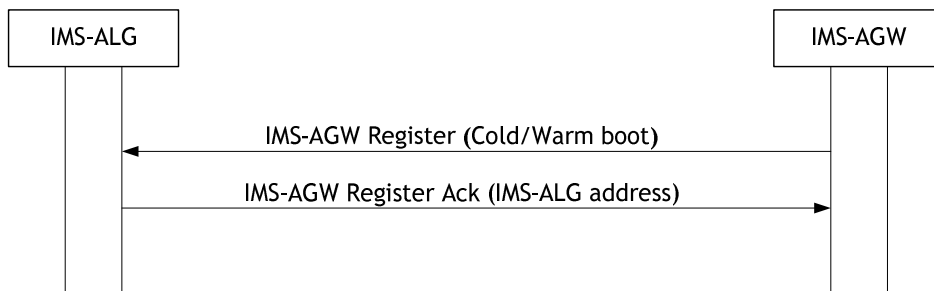 IMS-ALG
IMS-AGW
IMS-AGW Register (Cold/Warm boot)
IMS-AGW Register Ack (IMS-ALG address)